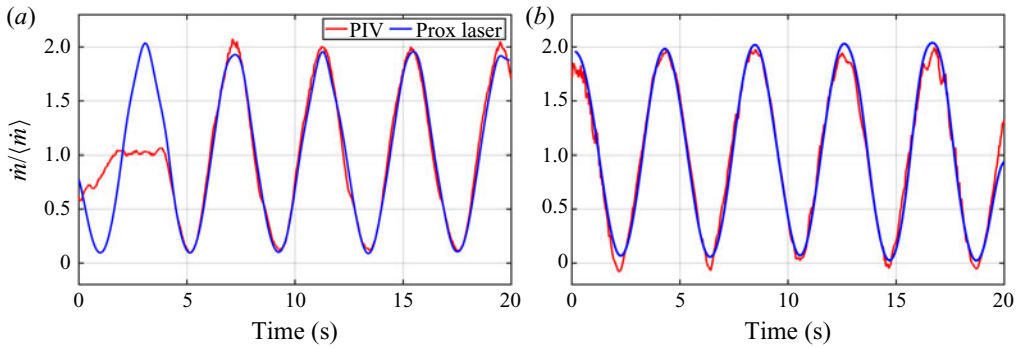 (a) PIV Prox laser (b)
2.0 2.0
1.5 1.5
ṁ/⟨ṁ⟩ 1.0 1.0
0.5 0.5
0 0
0 5 10 15 20 0 5 10 15 20
Time (s) Time (s)